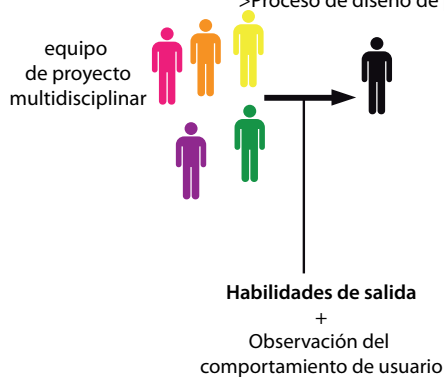 >Proceso de diseño de
equipo
de proyecto
multidisciplinar
Habilidades de salida
+
Observación del
comportamiento de usuario